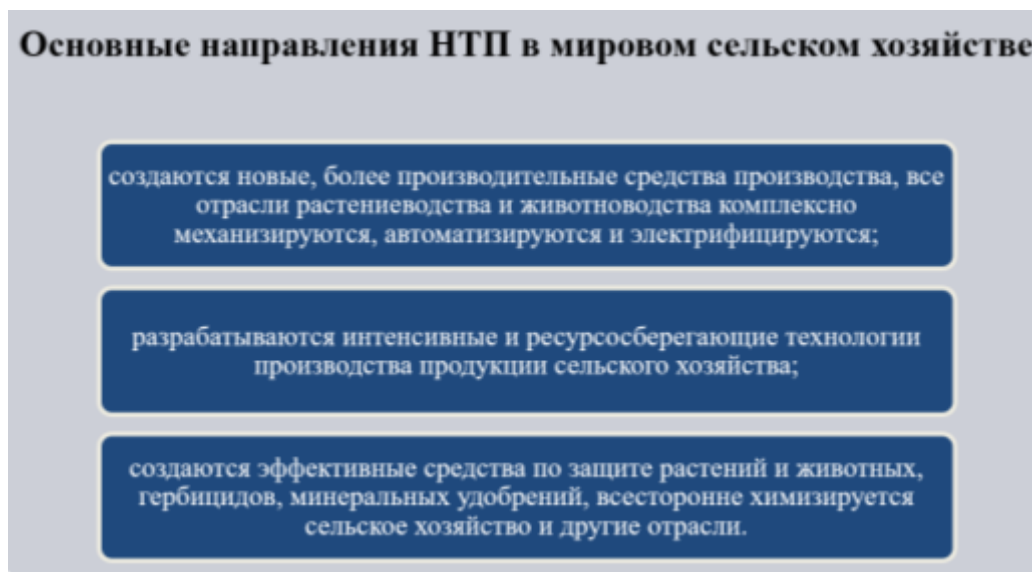 Основные направления НТП в мировом сельском хозяйстве
создаются новые, более производительные средства производства, все
отрасли растениеводства и животноводства комплексно
механизируются, автоматизируются и электрифицируются;
разрабатываются интенсивные и ресурсосберегающие технологии
производства продукции сельского хозяйства;
создаются эффективные средства по защите растений и животных,
гербицидов, минеральных удобрений, всесторонне химизируется
сельское хозяйство и другие отрасли.